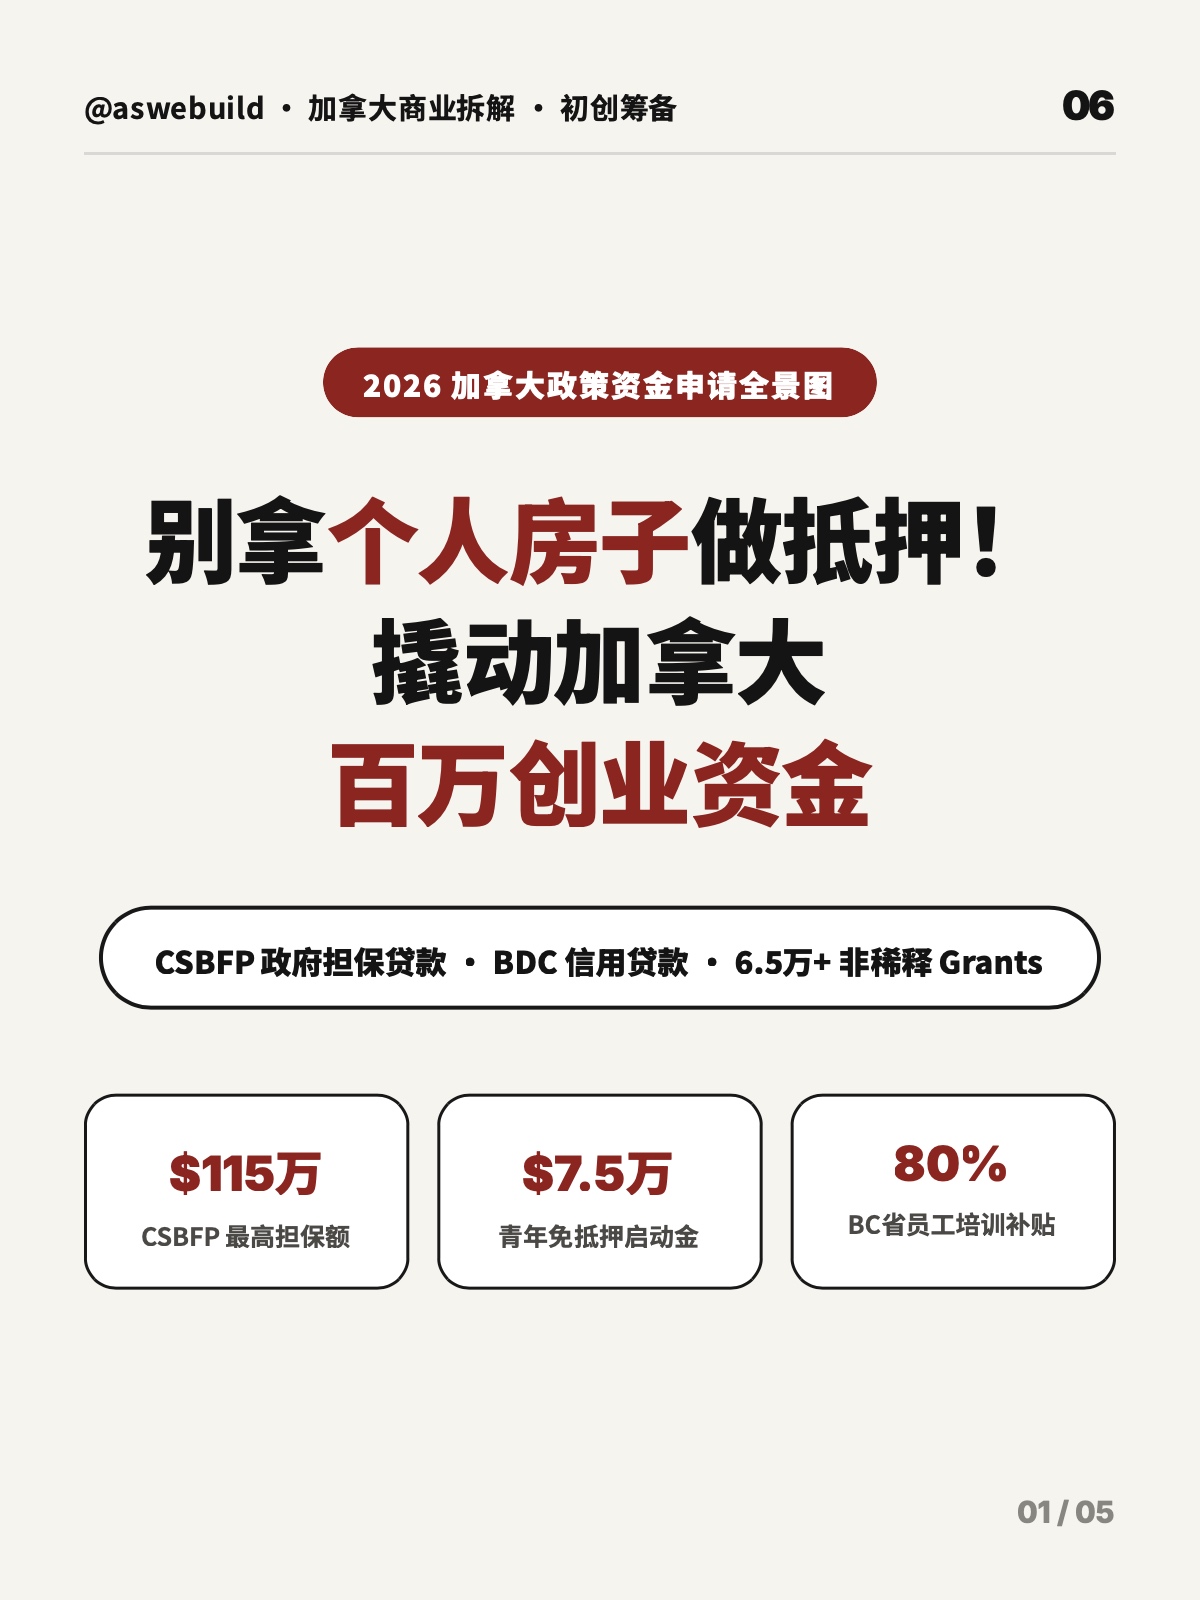 @aswebuild · 加拿大商业拆解 · 初创筹备
06
2026 加拿大政策资金申请全景图
别拿个人房子做抵押！
撬动加拿大
百万创业资金
CSBFP 政府担保贷款 · BDC 信用贷款 · 6.5万+ 非稀释 Grants
$115万
CSBFP 最高担保额
$7.5万
青年免抵押启动金
80%
BC省员工培训补贴
01 / 05